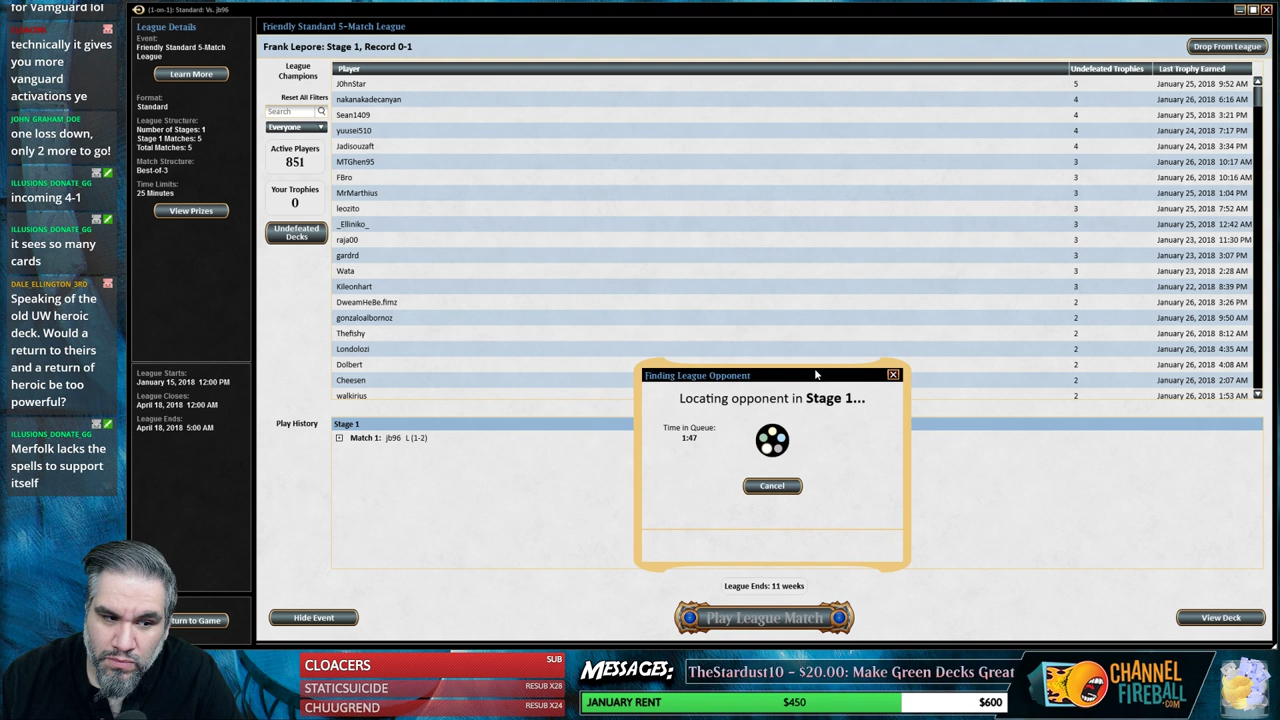 for Vanguard lol
technically it gives
you more
vanguard
activations ye
JOHN GRAHAM DOE
one loss down,
only 2 more to go!
ILLUSIONS DONATE_GG
incoming 4-1
ILLUSIONS DONATE_GG
it sees so many
cards
DALE_ELLINGTON 3RD
Speaking of the
old UW heroic
deck. Would a
return to theirs
and a return of
heroic be too
powerful?
ILLUSIONS DONATE_GG
Merfolk lacks the
spells to support
itself
(1-on-1): Standard: Vs. jb96
League Details
Event:
Friendly Standard 5-Match
League
Learn More
Format:
Standard
League Structure:
Number of Stages: 1
Stage 1 Matches: 5
Total Matches: 5
Match Structure:
Best-of-3
Time Limits:
25 Minutes
View Prizes
League Starts:
January 15, 2018 12:00 PM
League Closes:
April 18, 2018 12:00 AM
League Ends:
April 18, 2018 5:00 AM
turn to Game
Friendly Standard 5-Match League
Frank Lepore: Stage 1, Record 0-1
Drop From League
League
Champions
Reset All Filters
Search
Everyone
Active Players
851
Your Trophies
0
Undefeated
Decks
Player Undefeated Trophies Last Trophy Earned
J0hnStar 5 January 25, 2018 9:52 AM
nakanakadecanyan 4 January 26, 2018 6:16 AM
Sean1409 4 January 25, 2018 3:21 PM
yuusei510 4 January 24, 2018 7:17 PM
Jadisouzaft 4 January 24, 2018 3:34 PM
MTGhen95 3 January 26, 2018 10:17 AM
FBro 3 January 26, 2018 10:16 AM
MrMarthius 3 January 25, 2018 1:04 PM
leozito 3 January 25, 2018 7:52 AM
_Elliniko_ 3 January 25, 2018 12:42 AM
raja00 3 January 23, 2018 11:30 PM
gardrd 3 January 23, 2018 3:07 PM
Wata 3 January 23, 2018 2:28 AM
Kileonhart 3 January 22, 2018 8:39 PM
DweamHeBe.fimz 2 January 26, 2018 3:26 PM
gonzaloalbornoz 2 January 26, 2018 9:50 AM
Thefishy 2 January 26, 2018 8:12 AM
Londolozi 2 January 26, 2018 4:35 AM
Dolbert 2 January 26, 2018 4:08 AM
Cheesen 2 January 26, 2018 2:07 AM
walkirius 2 January 26, 2018 1:53 AM
Finding League Opponent
Locating opponent in Stage 1...
Time in Queue:
1:47
Cancel
Play History
Stage 1
Match 1: jb96 L (1-2)
League Ends: 11 weeks
Hide Event
Play League Match
View Deck
CLOACERS SUB
STATICSUICIDE RESUB X28
CHUUGREND RESUB X24
MESSAGES:
TheStardust10 - $20.00: Make Green Decks Great
JANUARY RENT $450 $600
CHANNEL
FIREBALL
.COM